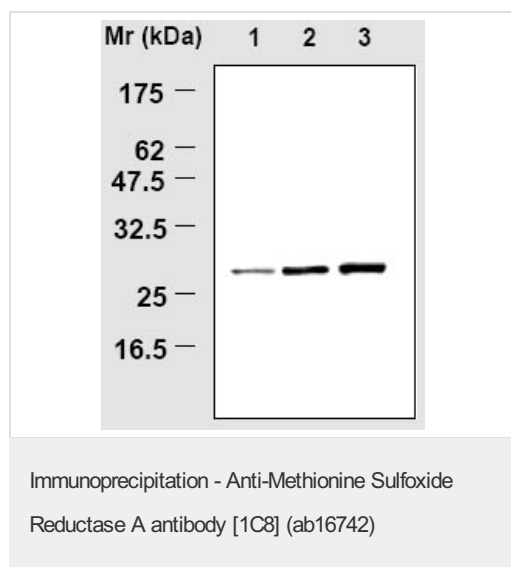 Mr (kDa) 1 2 3
175
62
47.5
32.5
25
16.5
Immunoprecipitation - Anti-Methionine Sulfoxide
Reductase A antibody [1C8] (ab16742)